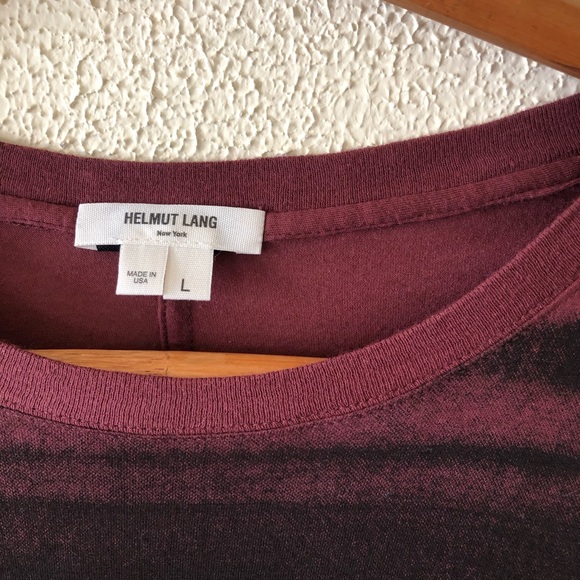 HELMUT LANG
New York
MADE IN
USA
L